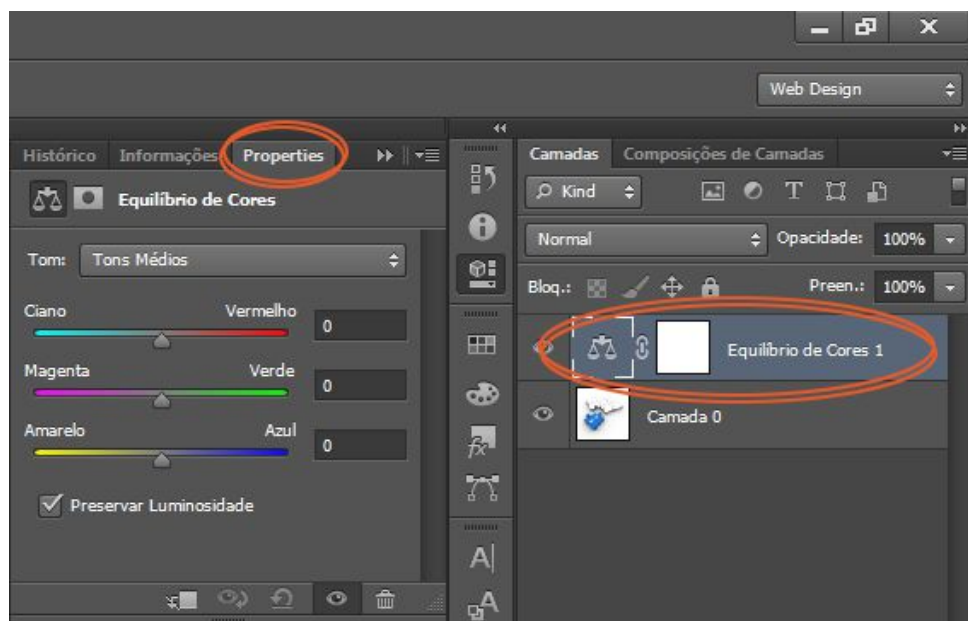 Web Design
Histórico Informações Properties
Equilíbrio de Cores
Tom: Tons Médios
Ciano Vermelho 0
Magenta Verde 0
Amarelo Azul 0
Preservar Luminosidade
Camadas Composições de Camadas
Kind T
Normal Opacidade: 100%
Bloq.: Preen.: 100%
Equilíbrio de Cores 1
Camada 0
fx
A
A